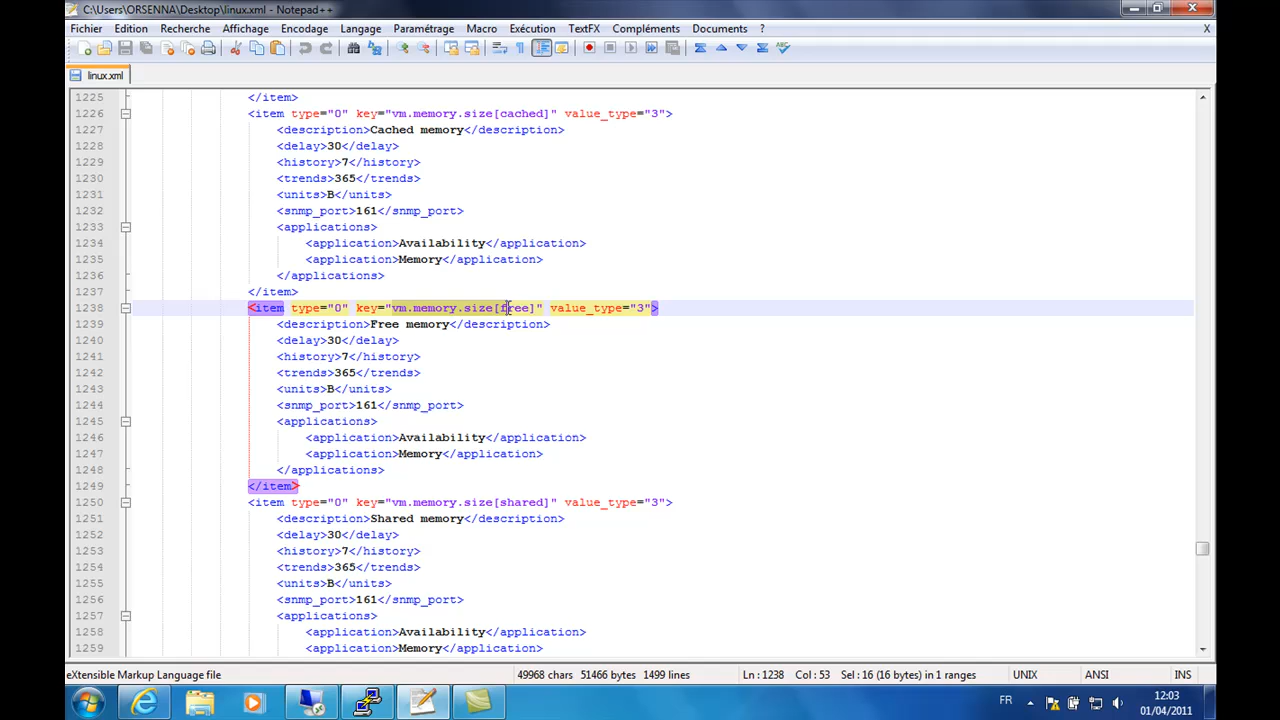 C:\Users\ORSENNA\Desktop\linux.xml - Notepad++
Fichier Edition Recherche Affichage Encodage Langage Paramétrage Macro Exécution TextFX Compléments Documents ? X
linux.xml
1225 </item>
1226 <item type="0" key="vm.memory.size[cached]" value_type="3">
1227 <description>Cached memory</description>
1228 <delay>30</delay>
1229 <history>7</history>
1230 <trends>365</trends>
1231 <units>B</units>
1232 <snmp_port>161</snmp_port>
1233 <applications>
1234 <application>Availability</application>
1235 <application>Memory</application>
1236 </applications>
1237 </item>
1238 <item type="0" key="vm.memory.size[free]" value_type="3">
1239 <description>Free memory</description>
1240 <delay>30</delay>
1241 <history>7</history>
1242 <trends>365</trends>
1243 <units>B</units>
1244 <snmp_port>161</snmp_port>
1245 <applications>
1246 <application>Availability</application>
1247 <application>Memory</application>
1248 </applications>
1249 </item>
1250 <item type="0" key="vm.memory.size[shared]" value_type="3">
1251 <description>Shared memory</description>
1252 <delay>30</delay>
1253 <history>7</history>
1254 <trends>365</trends>
1255 <units>B</units>
1256 <snmp_port>161</snmp_port>
1257 <applications>
1258 <application>Availability</application>
1259 <application>Memory</application>
eXtensible Markup Language file 49968 chars 51466 bytes 1499 lines Ln : 1238 Col : 53 Sel : 16 (16 bytes) in 1 ranges UNIX ANSI INS
FR 12:03
01/04/2011